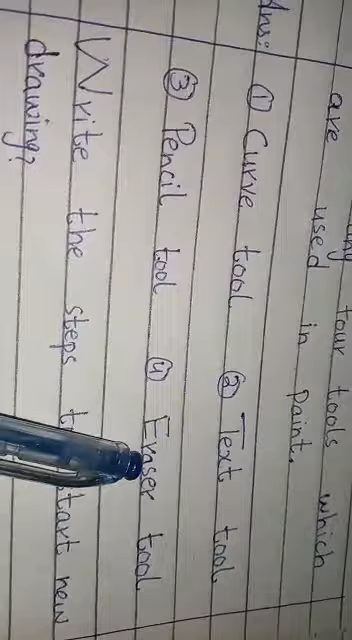 four tools which
are used in paint.
Ans: ① Curve tool ② Text tool
③ Pencil tool ④ Eraser tool
Write the steps to start new
drawing?